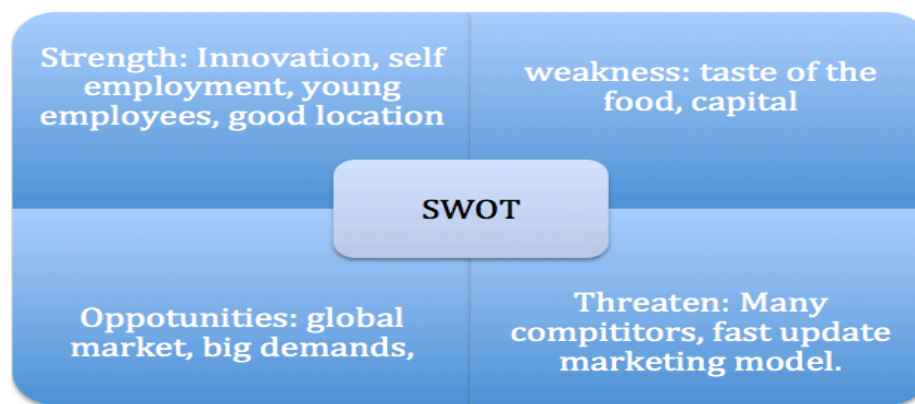 Strength: Innovation, self
employment, young
employees, good location
weakness: taste of the
food, capital
SWOT
Oppotunities: global
market, big demands,
Threaten: Many
compititors, fast update
marketing model.